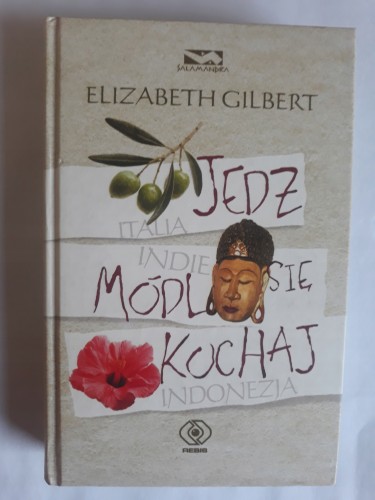 SALAMANDRA
ELIZABETH GILBERT
JEDZ
ITALIA
INDIE
MÓDL SIĘ
KOCHAJ
INDONEZJA
REBIS